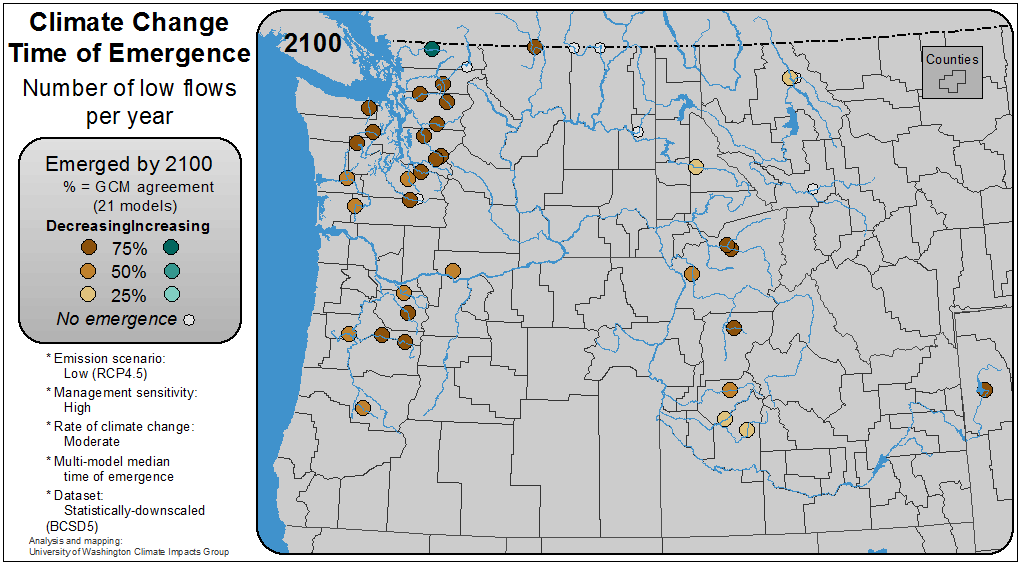 Climate Change
Time of Emergence
Number of low flows
per year
Emerged by 2100
% = GCM agreement
(21 models)
DecreasingIncreasing
75%
50%
25%
No emergence
* Emission scenario:
Low (RCP4.5)
* Management sensitivity:
High
* Rate of climate change:
Moderate
* Multi-model median
time of emergence
* Dataset:
Statistically-downscaled
(BCSD5)
Analysis and mapping:
University of Washington Climate Impacts Group
2100
Counties